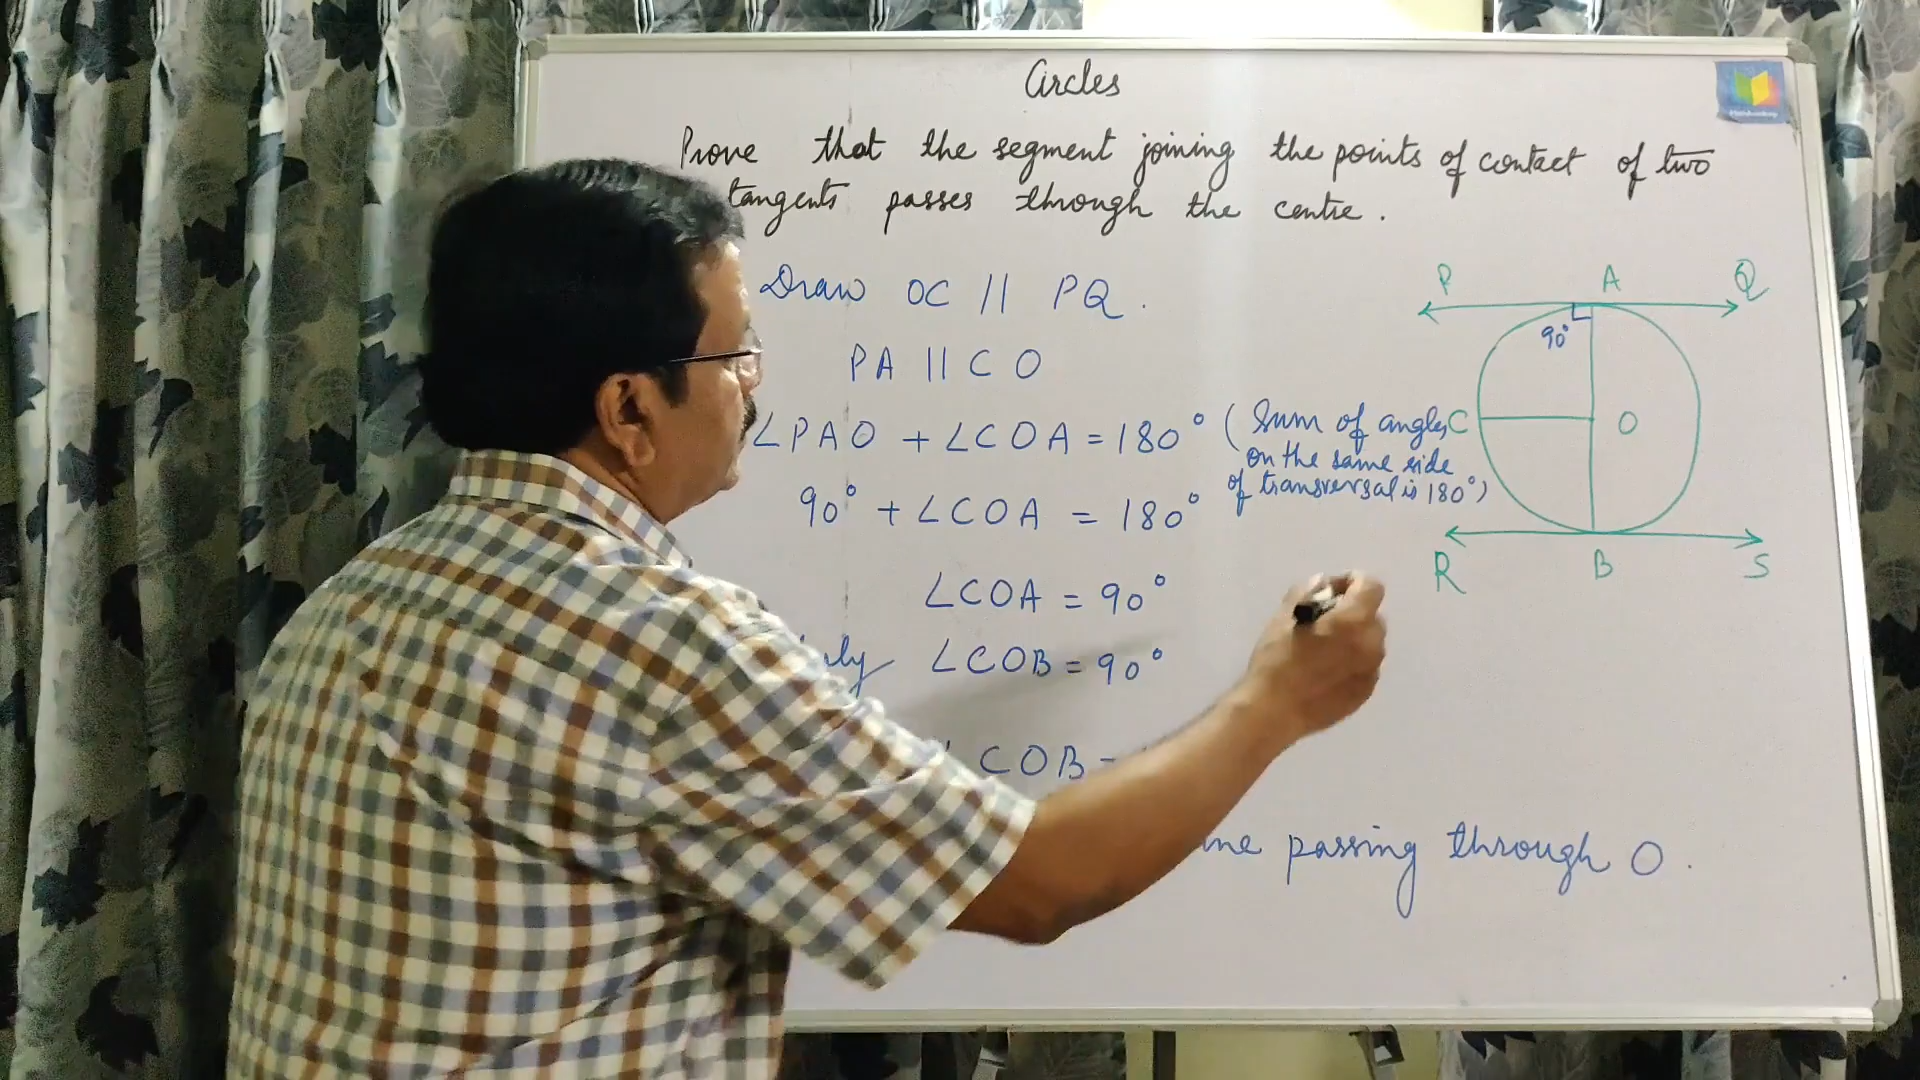 Circles
Prove that the segment joining the points of contact of two
tangents passes through the centre.
Draw OC || PQ.
PA || CO
∠PAO + ∠COA = 180° (Sum of angles
on the same side
of transversal is 180°)
90° + ∠COA = 180°
∠COA = 90°
∠COB = 90°
COB
passing through O.
P A Q
90°
C O
R B S